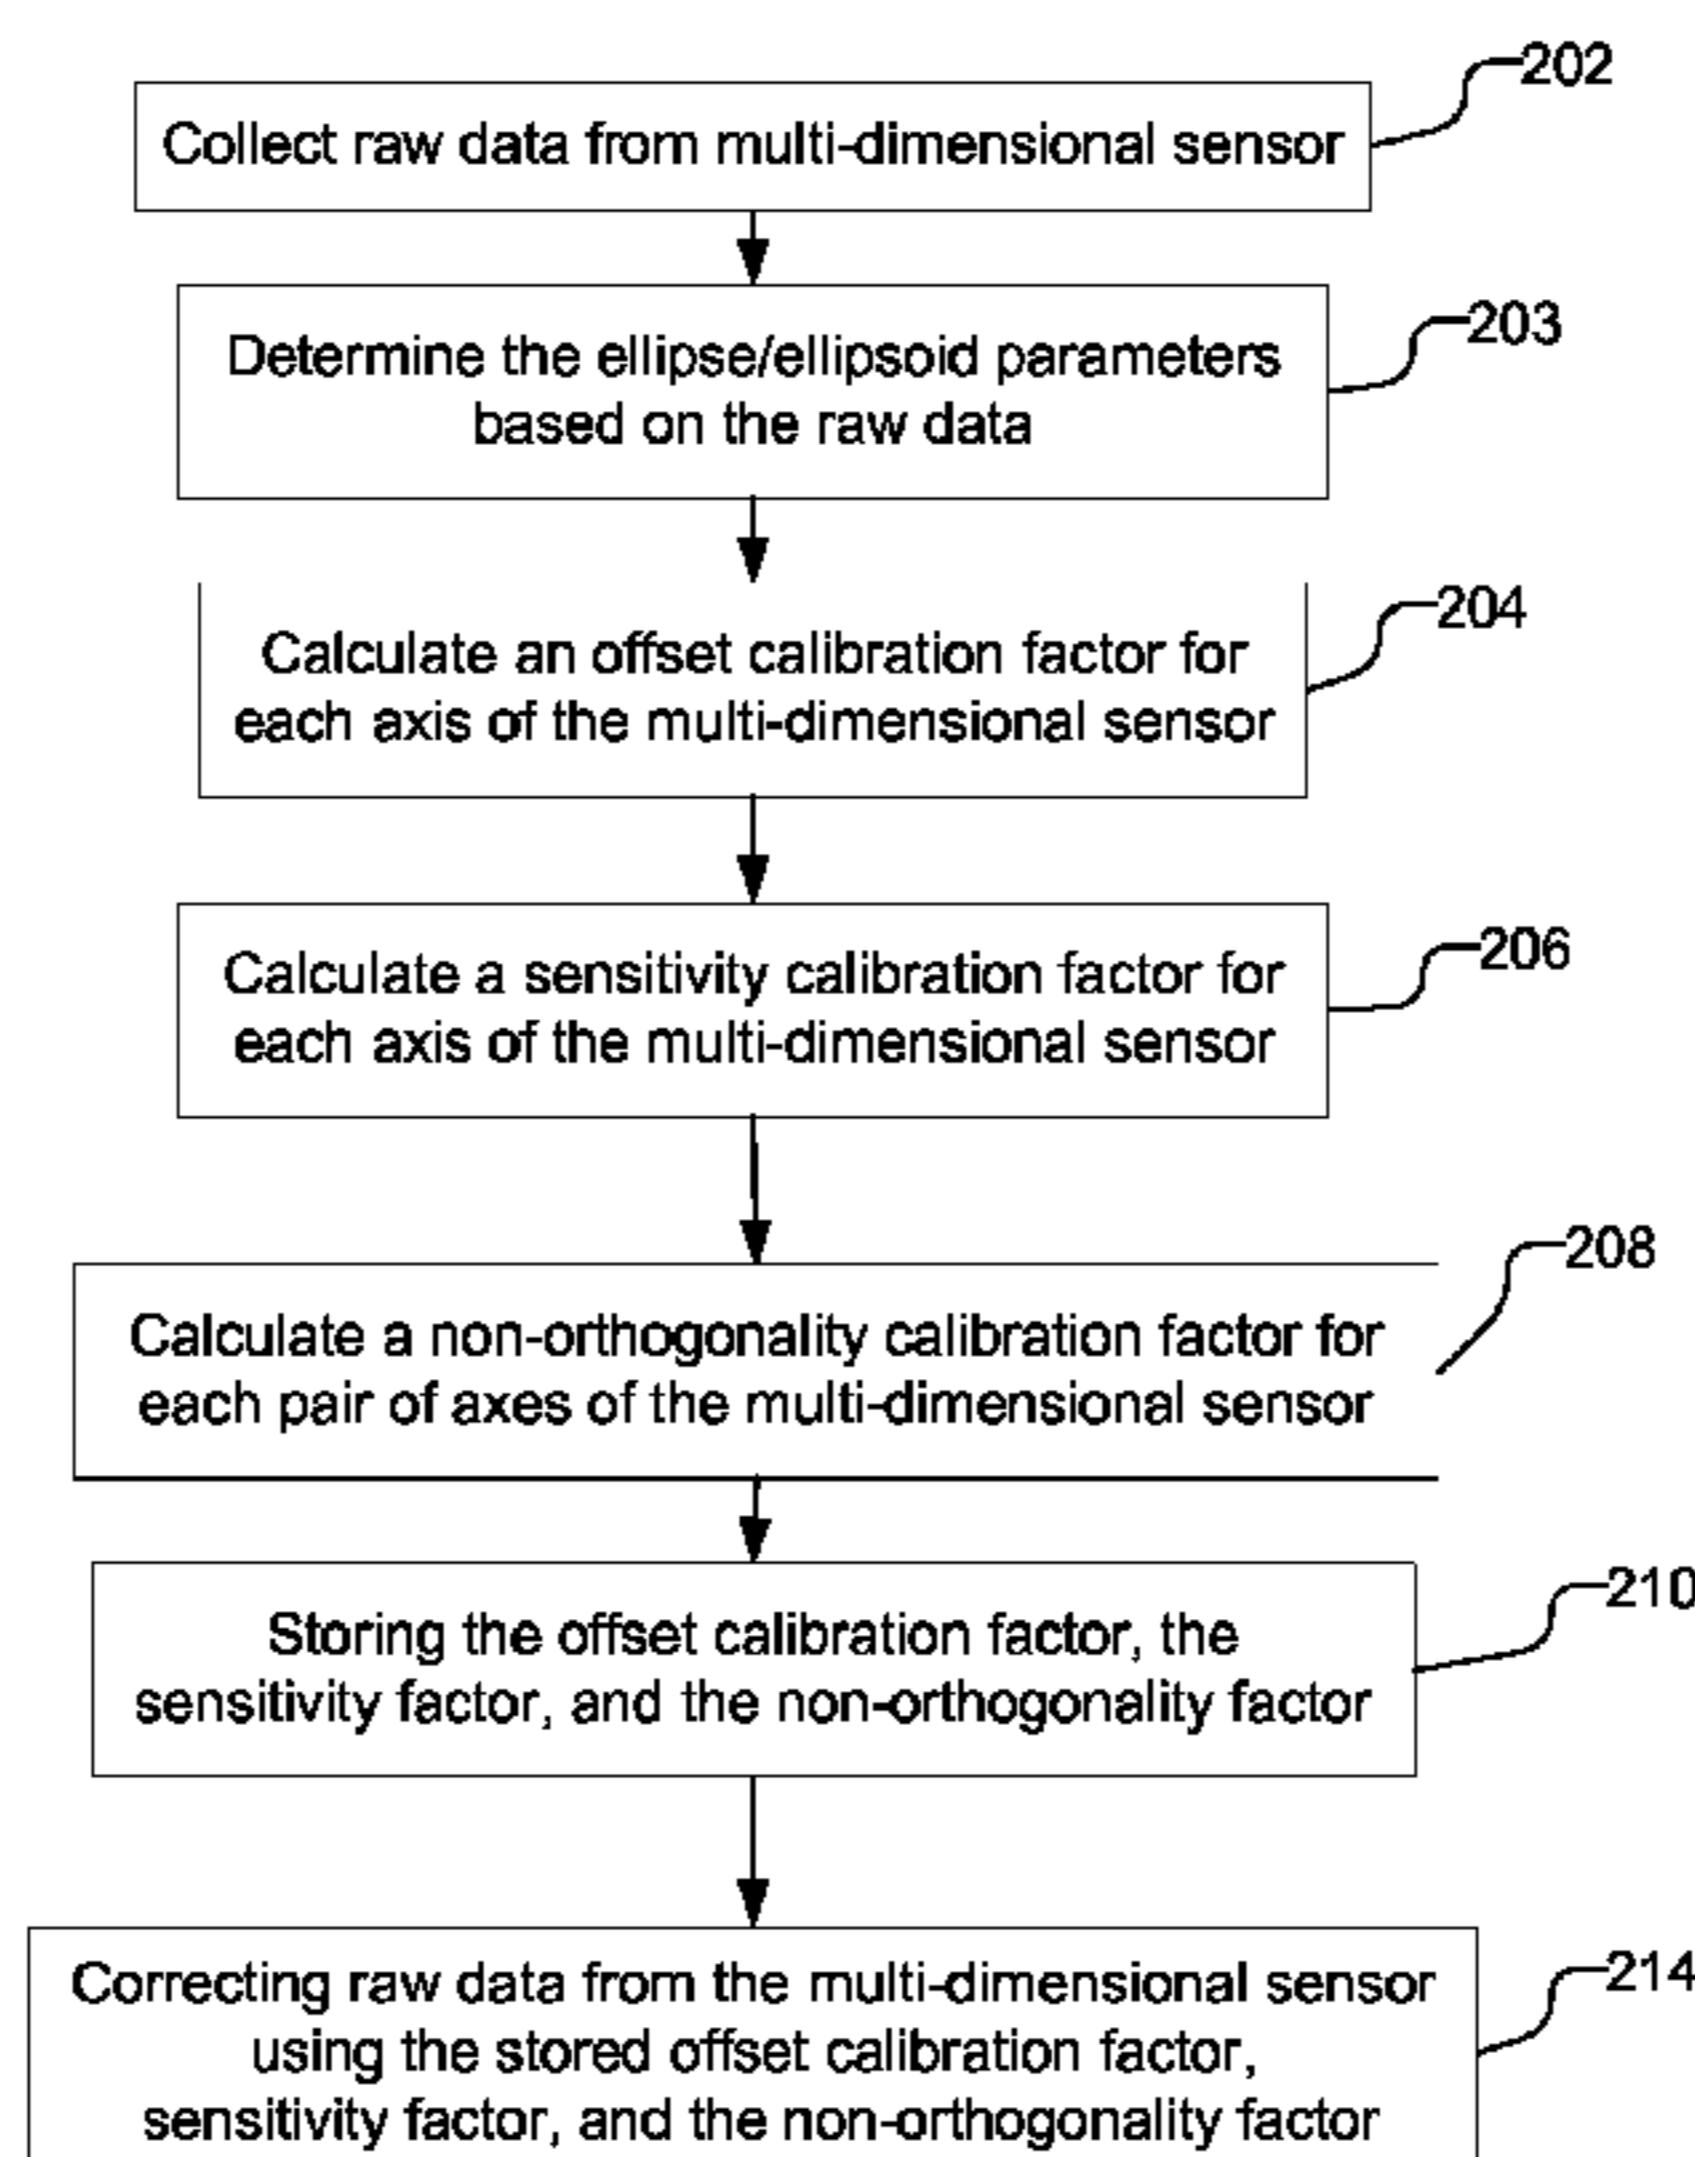 202
Collect raw data from multi-dimensional sensor
203
Determine the ellipse/ellipsoid parameters
based on the raw data
204
Calculate an offset calibration factor for
each axis of the multi-dimensional sensor
206
Calculate a sensitivity calibration factor for
each axis of the multi-dimensional sensor
208
Calculate a non-orthogonality calibration factor for
each pair of axes of the multi-dimensional sensor
210
Storing the offset calibration factor, the
sensitivity factor, and the non-orthogonality factor
214
Correcting raw data from the multi-dimensional sensor
using the stored offset calibration factor,
sensitivity factor, and the non-orthogonality factor